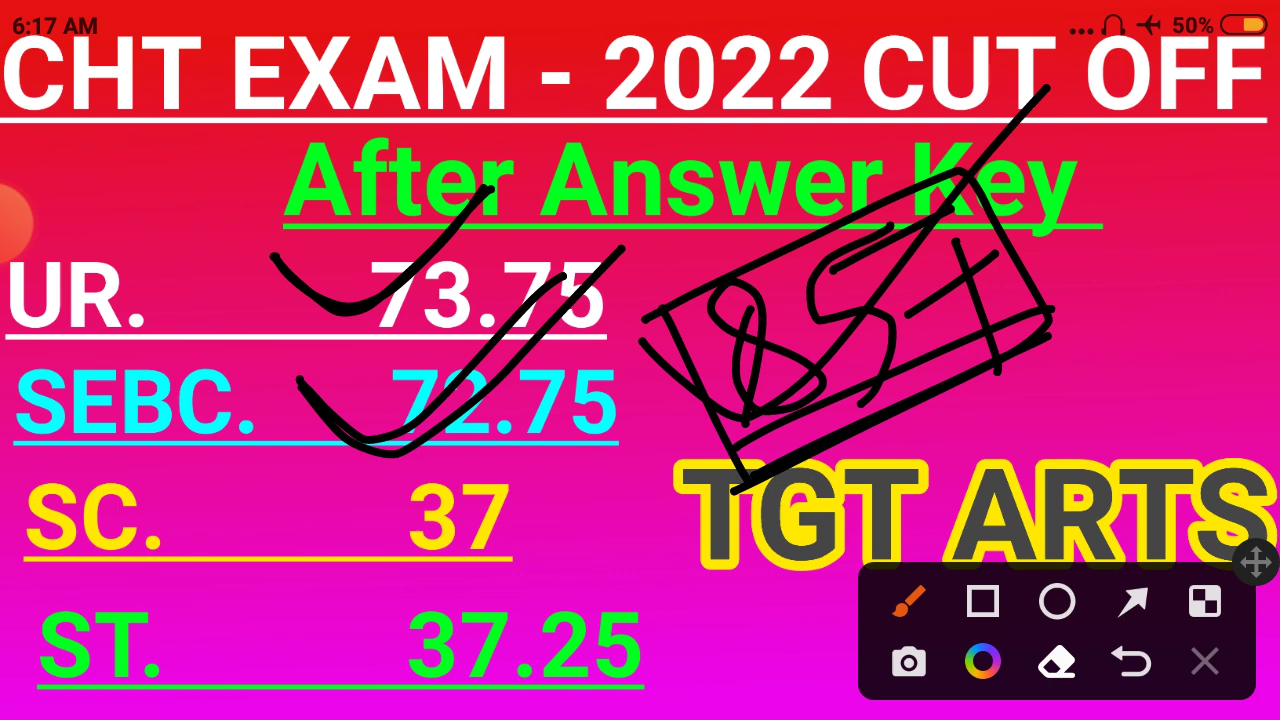 6:17 AM ... 50%
CHT EXAM - 2022 CUT OFF
After Answer Key
UR. 73.75
85+
SEBC. 72.75
SC. 37
TGT ARTS
ST. 37.25